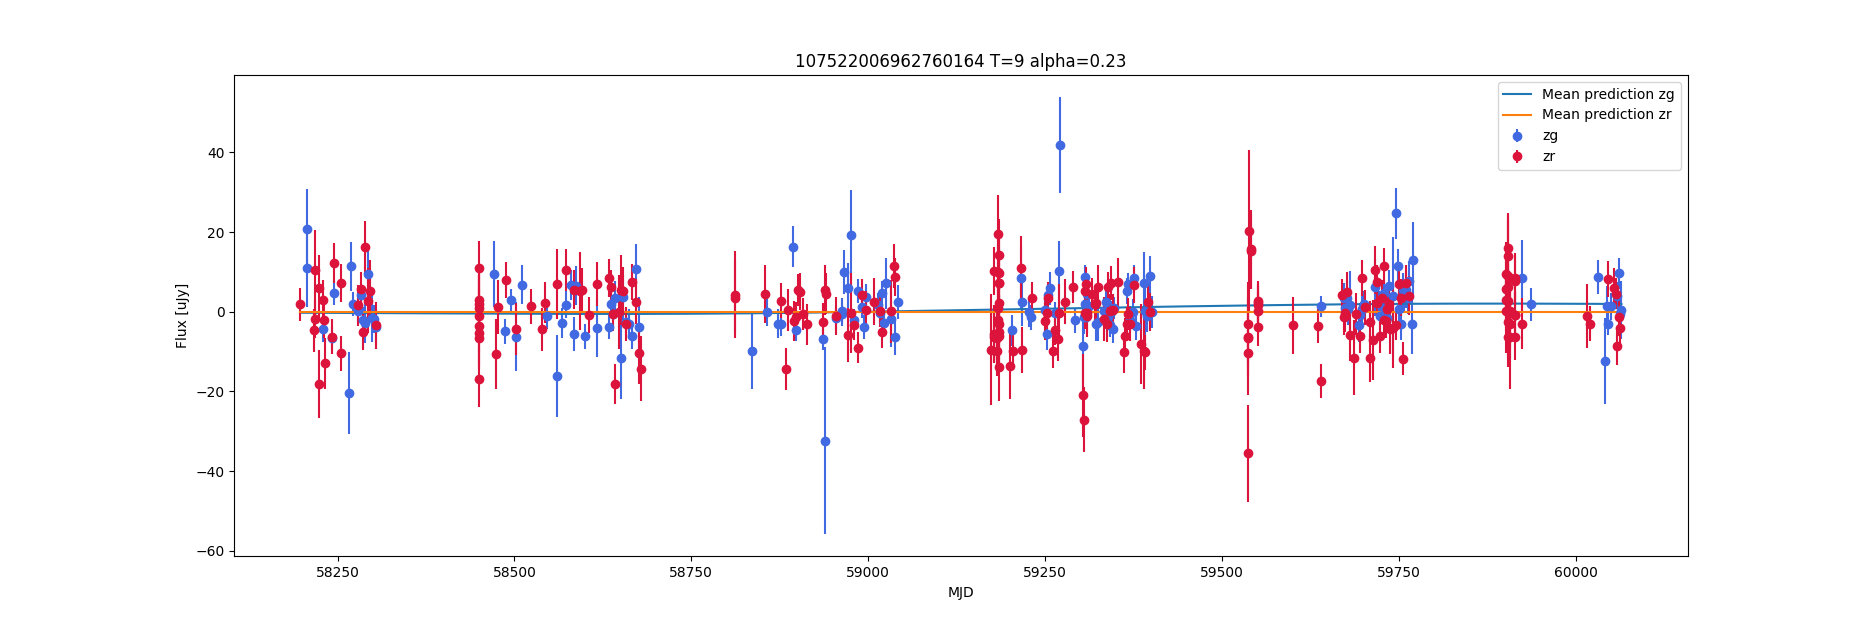 107522006962760164 T=9 alpha=0.23
Mean prediction zg
Mean prediction zr
zg
zr
Flux [uJy]
40
20
0
−20
−40
−60
58250 58500 58750 59000 59250 59500 59750 60000
MJD